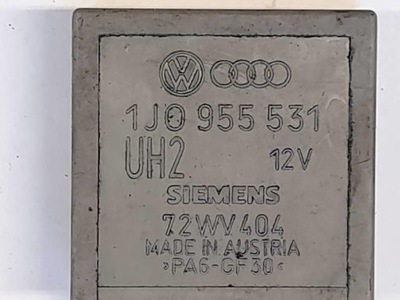 1J0 955 531
UH2 12V
SIEMENS
72WV404
MADE IN AUSTRIA
>PA6-GF30<